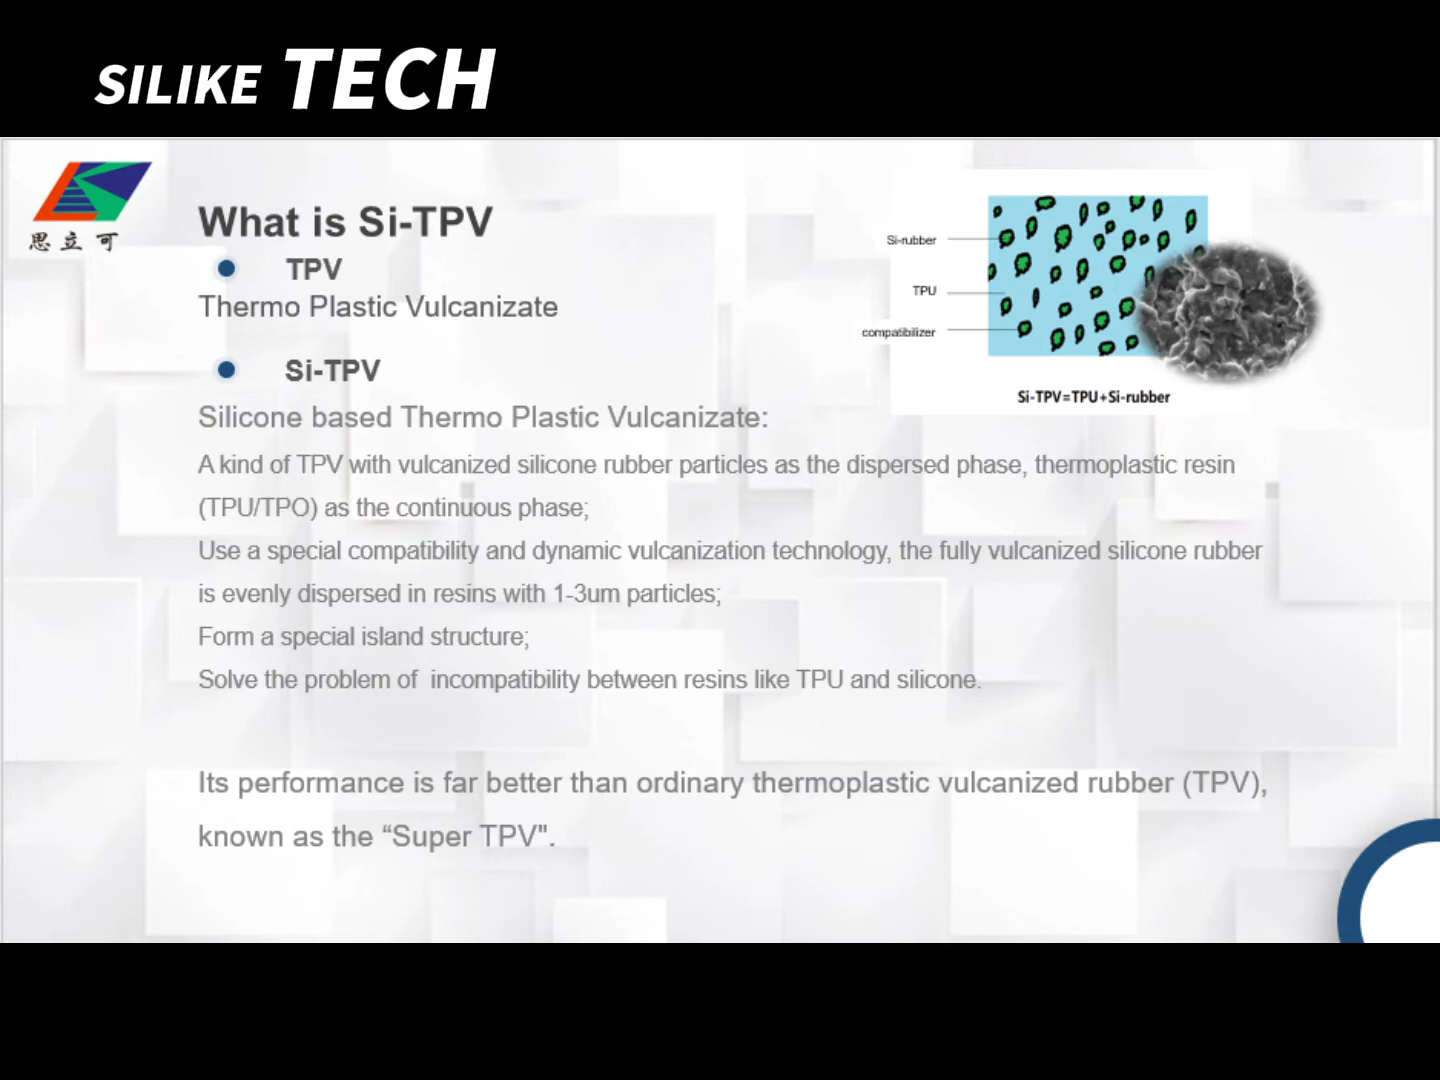 SILIKE TECH
思立可
What is Si-TPV
TPV
Thermo Plastic Vulcanizate
Si-TPV
Silicone based Thermo Plastic Vulcanizate:
A kind of TPV with vulcanized silicone rubber particles as the dispersed phase, thermoplastic resin
(TPU/TPO) as the continuous phase;
Use a special compatibility and dynamic vulcanization technology, the fully vulcanized silicone rubber
is evenly dispersed in resins with 1-3um particles;
Form a special island structure;
Solve the problem of  incompatibility between resins like TPU and silicone.
Its performance is far better than ordinary thermoplastic vulcanized rubber (TPV),
known as the “Super TPV".
Si-rubber
TPU
compatibilizer
Si-TPV=TPU+Si-rubber